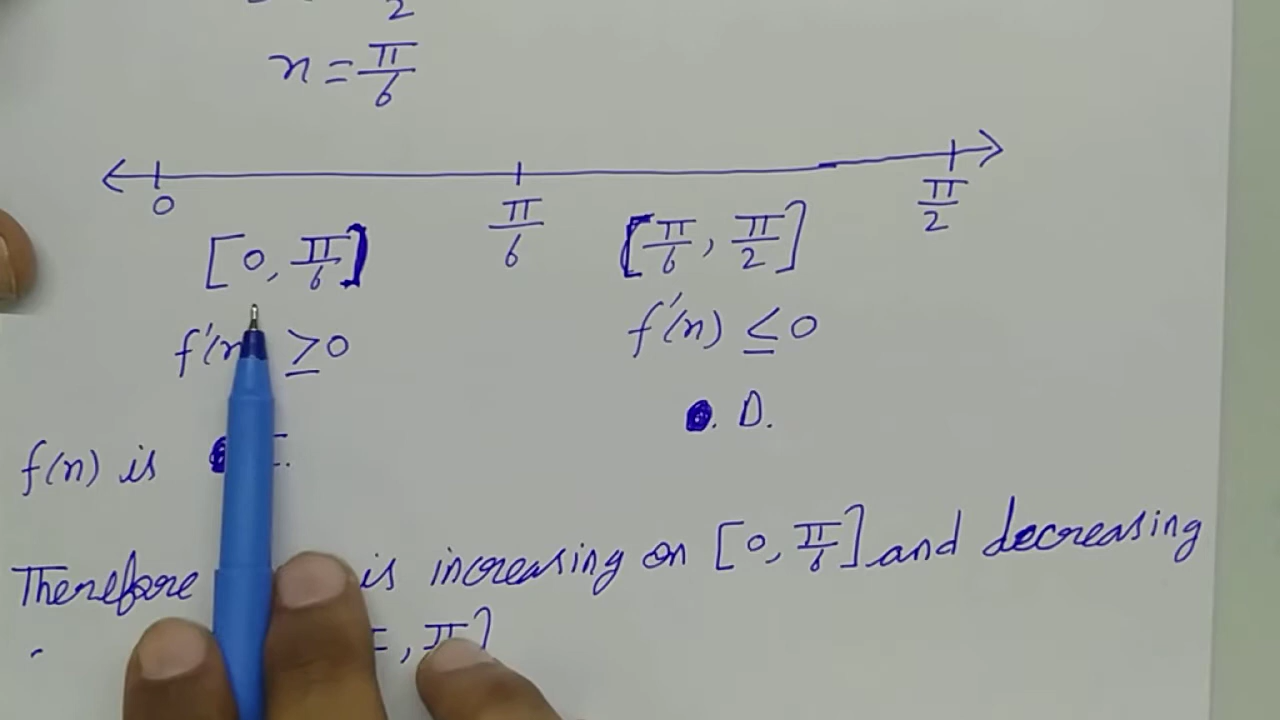 2
x = π/6
0 π/6 π/2
[0, π/6] [π/6, π/2]
f'(x) ≥ 0 f'(x) ≤ 0
. D.
f(x) is I.
Therefore is increasing on [0, π/6] and decreasing
, π]